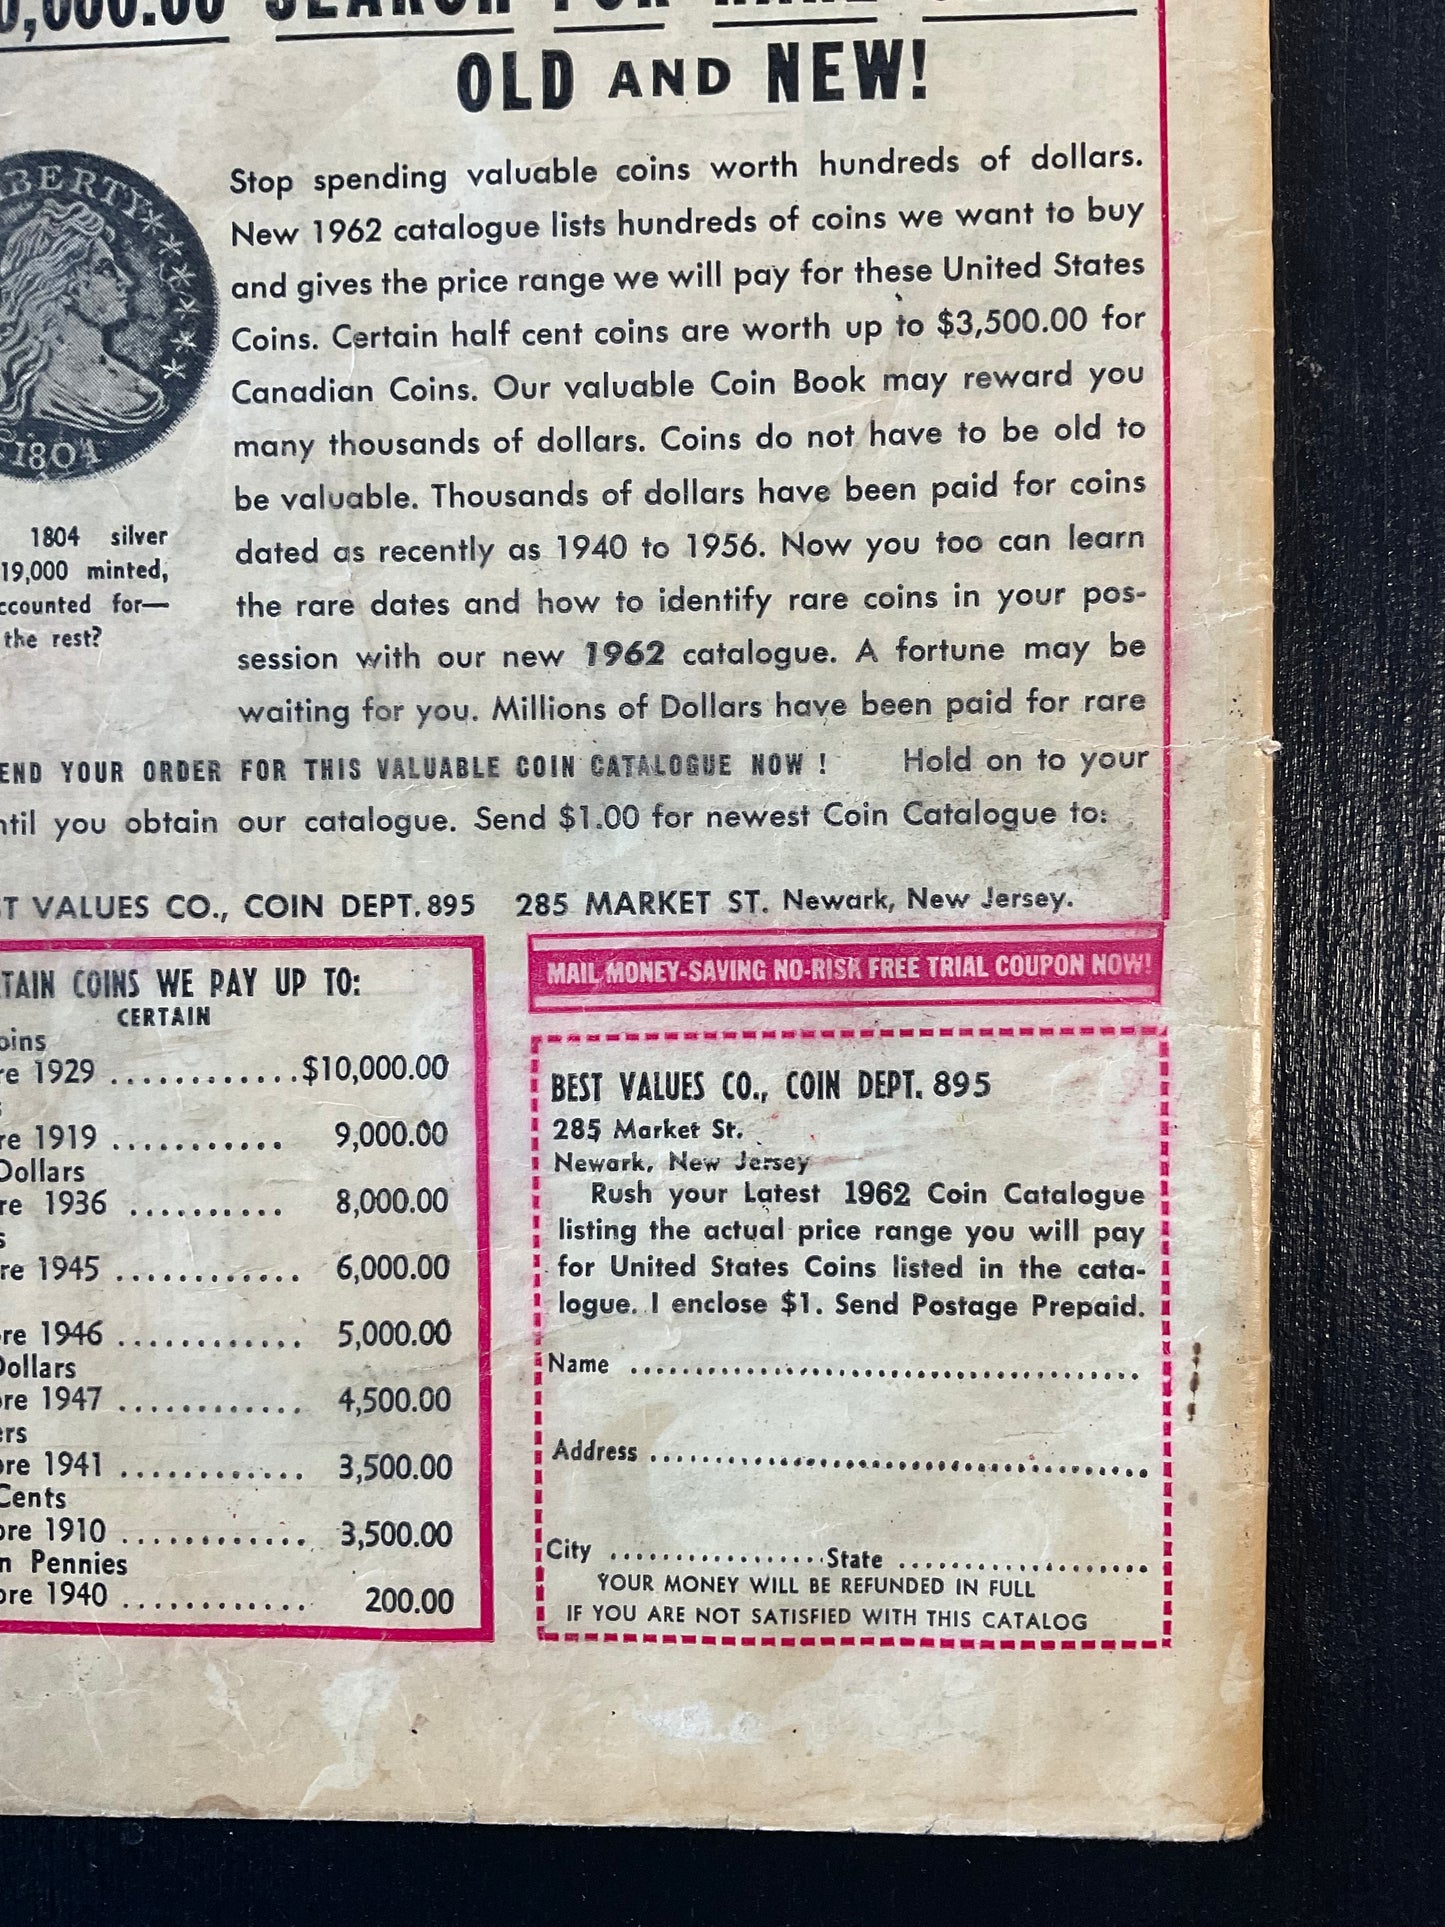 OLD AND NEW!
BERTY
1804
1804 silver
19,000 minted,
ccounted for—
the rest?
Stop spending valuable coins worth hundreds of dollars.
New 1962 catalogue lists hundreds of coins we want to buy
and gives the price range we will pay for these United States
Coins. Certain half cent coins are worth up to $3,500.00 for
Canadian Coins. Our valuable Coin Book may reward you
many thousands of dollars. Coins do not have to be old to
be valuable. Thousands of dollars have been paid for coins
dated as recently as 1940 to 1956. Now you too can learn
the rare dates and how to identify rare coins in your pos-
session with our new 1962 catalogue. A fortune may be
waiting for you. Millions of Dollars have been paid for rare
END YOUR ORDER FOR THIS VALUABLE COIN CATALOGUE NOW ! Hold on to your
ntil you obtain our catalogue. Send $1.00 for newest Coin Catalogue to:
ST VALUES CO., COIN DEPT. 895 285 MARKET ST. Newark, New Jersey.
TAIN COINS WE PAY UP TO:
CERTAIN
oins
re 1929 ............. $10,000.00
re 1919 ........... 9,000.00
Dollars
re 1936 .......... 8,000.00
s
re 1945 ............ 6,000.00
re 1946 ............ 5,000.00
Dollars
ore 1947 ............ 4,500.00
ers
ore 1941 ............ 3,500.00
Cents
ore 1910 ............ 3,500.00
n Pennies
ore 1940 ............ 200.00
MAIL MONEY-SAVING NO-RISK FREE TRIAL COUPON NOW!
BEST VALUES CO., COIN DEPT. 895
285 Market St.
Newark, New Jersey
Rush your Latest 1962 Coin Catalogue
listing the actual price range you will pay
for United States Coins listed in the cata-
logue. I enclose $1. Send Postage Prepaid.
Name ........................................
Address ........................................
City .................. State ....................
YOUR MONEY WILL BE REFUNDED IN FULL
IF YOU ARE NOT SATISFIED WITH THIS CATALOG